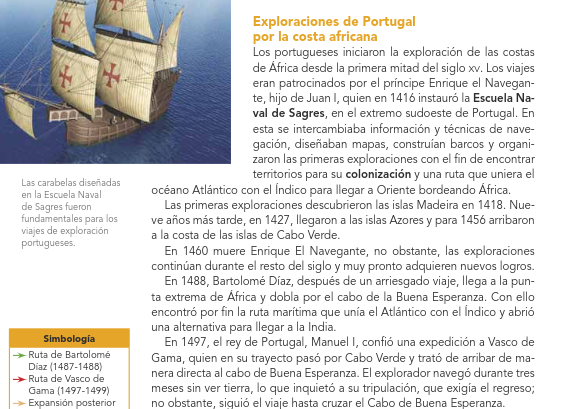 Exploraciones de Portugal
por la costa africana
Los portugueses iniciaron la exploración de las costas
de África desde la primera mitad del siglo XV. Los viajes
eran patrocinados por el príncipe Enrique el Navegan-
te, hijo de Juan I, quien en 1416 instauró la Escuela Na-
val de Sagres, en el extremo sudoeste de Portugal. En
esta se intercambiaba información y técnicas de nave-
gación, diseñaban mapas, construían barcos y organi-
zaron las primeras exploraciones con el fin de encontrar
territorios para su colonización y una ruta que uniera el
océano Atlántico con el Índico para llegar a Oriente bordeando África.
Las primeras exploraciones descubrieron las islas Madeira en 1418. Nue-
ve años más tarde, en 1427, llegaron a las islas Azores y para 1456 arribaron
a la costa de las islas de Cabo Verde.
En 1460 muere Enrique El Navegante, no obstante, las exploraciones
continúan durante el resto del siglo y muy pronto adquieren nuevos logros.
En 1488, Bartolomé Díaz, después de un arriesgado viaje, llega a la pun-
ta extrema de África y dobla por el cabo de la Buena Esperanza. Con ello
encontró por fin la ruta marítima que unía el Atlántico con el Índico y abrió
una alternativa para llegar a la India.
En 1497, el rey de Portugal, Manuel I, confió una expedición a Vasco de
Gama, quien en su trayecto pasó por Cabo Verde y trató de arribar de ma-
nera directa al cabo de Buena Esperanza. El explorador navegó durante tres
meses sin ver tierra, lo que inquietó a su tripulación, que exigía el regreso;
no obstante, siguió el viaje hasta cruzar el Cabo de Buena Esperanza.
Las carabelas diseñadas
en la Escuela Naval
de Sagres fueron
fundamentales para los
viajes de exploración
portugueses.
Simbología
Ruta de Bartolomé
Díaz (1487-1488)
Ruta de Vasco de
Gama (1497-1499)
Expansión posterior